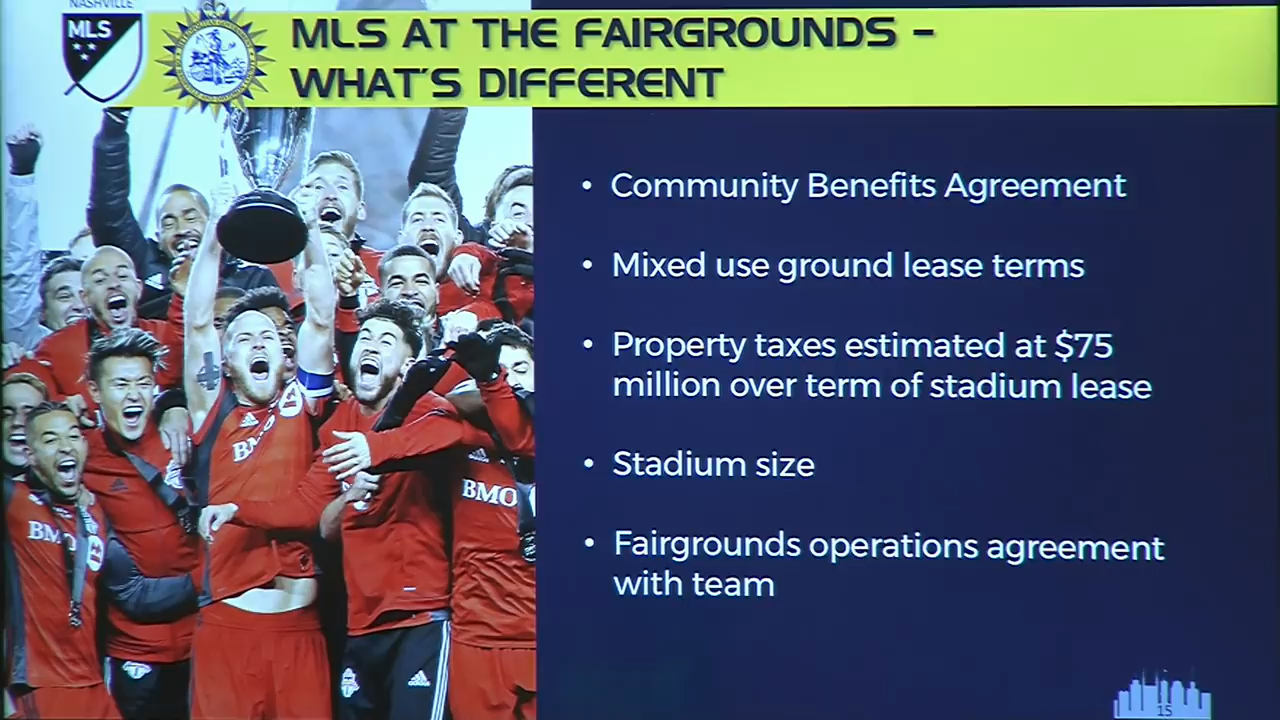 NASHVILLE
MLS
MLS AT THE FAIRGROUNDS –
WHAT'S DIFFERENT
• Community Benefits Agreement
• Mixed use ground lease terms
• Property taxes estimated at $75
million over term of stadium lease
• Stadium size
• Fairgrounds operations agreement
with team
BMO
BMO
adidas
15